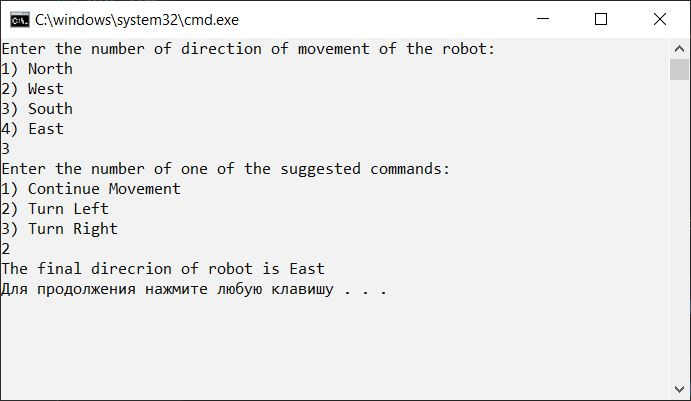 C:\windows\system32\cmd.exe
Enter the number of direction of movement of the robot:
1) North
2) West
3) South
4) East
3
Enter the number of one of the suggested commands:
1) Continue Movement
2) Turn Left
3) Turn Right
2
The final direcrion of robot is East
Для продолжения нажмите любую клавишу . . .